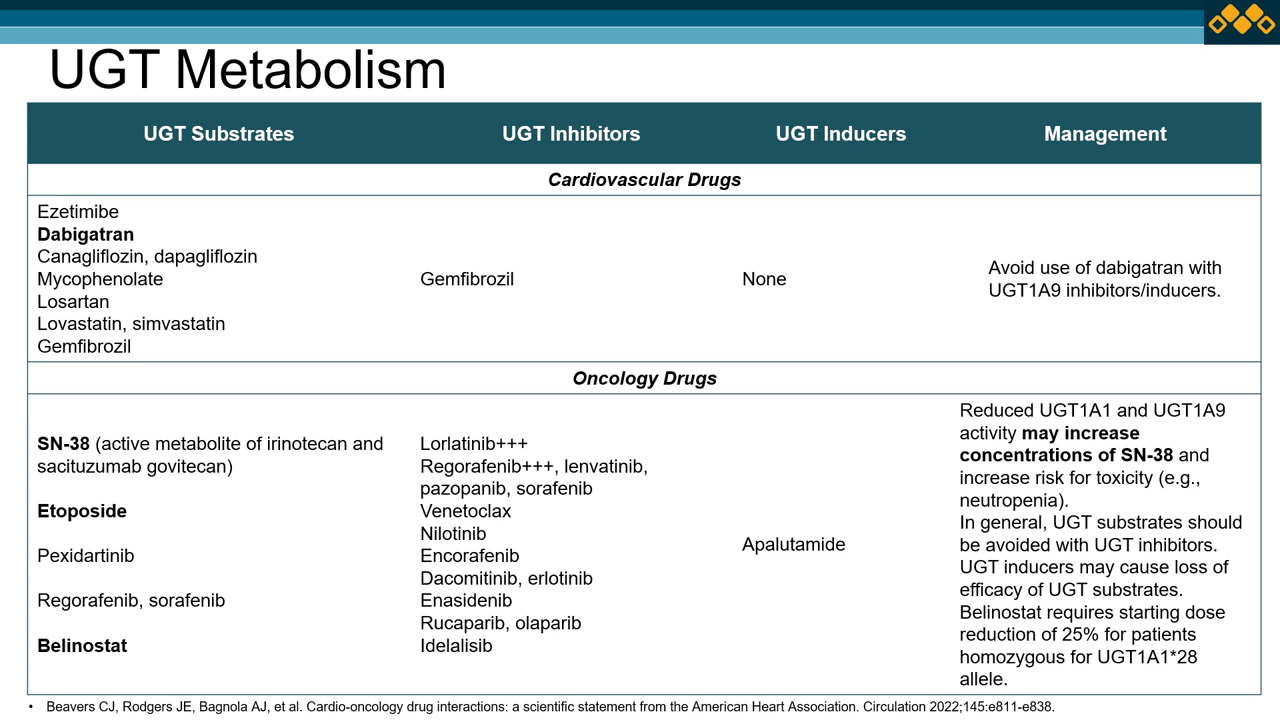 UGT Metabolism
UGT Substrates
UGT Inhibitors
UGT Inducers
Management
Cardiovascular Drugs
Ezetimibe
Dabigatran
Canagliflozin, dapagliflozin
Mycophenolate
Losartan
Lovastatin, simvastatin
Gemfibrozil
Gemfibrozil
None
Avoid use of dabigatran with
UGT1A9 inhibitors/inducers.
Oncology Drugs
SN-38 (active metabolite of irinotecan and
sacituzumab govitecan)
Etoposide
Pexidartinib
Regorafenib, sorafenib
Belinostat
Lorlatinib+++
Regorafenib+++, lenvatinib,
pazopanib, sorafenib
Venetoclax
Nilotinib
Encorafenib
Dacomitinib, erlotinib
Enasidenib
Rucaparib, olaparib
Idelalisib
Apalutamide
Reduced UGT1A1 and UGT1A9
activity may increase
concentrations of SN-38 and
increase risk for toxicity (e.g.,
neutropenia).
In general, UGT substrates should
be avoided with UGT inhibitors.
UGT inducers may cause loss of
efficacy of UGT substrates.
Belinostat requires starting dose
reduction of 25% for patients
homozygous for UGT1A1*28
allele.
• Beavers CJ, Rodgers JE, Bagnola AJ, et al. Cardio-oncology drug interactions: a scientific statement from the American Heart Association. Circulation 2022;145:e811-e838.